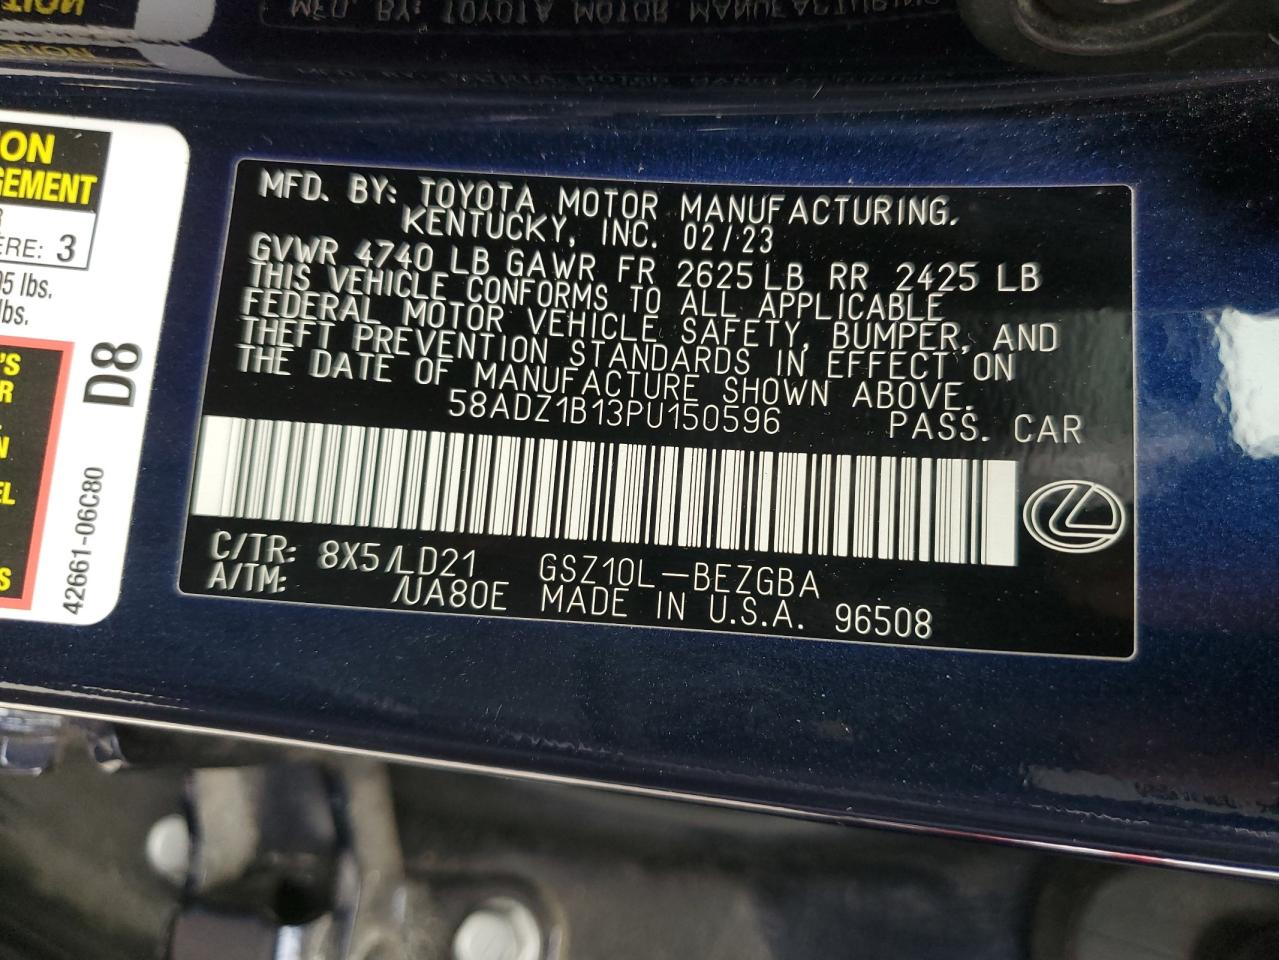 ON
GEMENT
ERE: 3
95 lbs.
lbs.
'S
R
N
EL
S
D8
42661-06C80
MFD. BY: TOYOTA MOTOR MANUFACTURING,
KENTUCKY, INC. 02/23
GVWR 4740 LB GAWR FR 2625 LB RR 2425 LB
THIS VEHICLE CONFORMS TO ALL APPLICABLE
FEDERAL MOTOR VEHICLE SAFETY, BUMPER, AND
THEFT PREVENTION STANDARDS IN EFFECT ON
THE DATE OF MANUFACTURE SHOWN ABOVE.
58ADZ1B13PU150596 PASS. CAR
C/TR: 8X5/LD21 GSZ10L-BEZGBA
A/TM: /UA80E MADE IN U.S.A. 96508